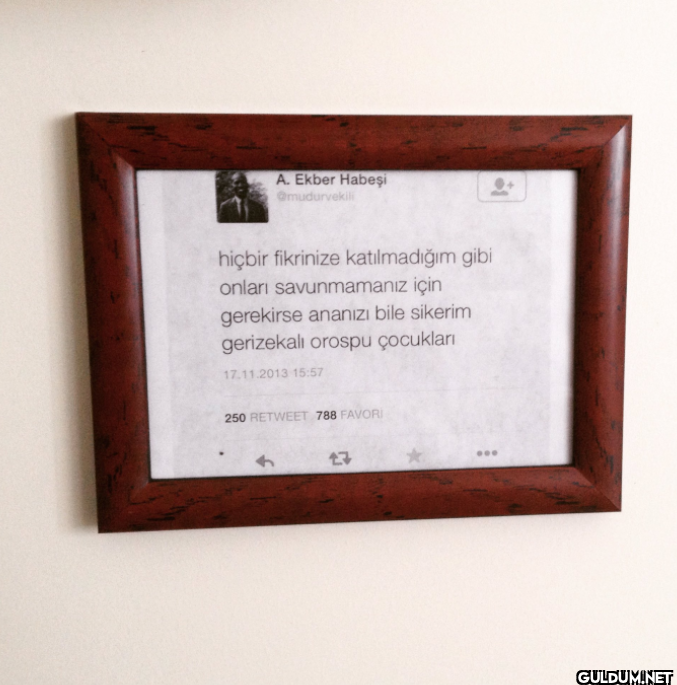 A. Ekber Habeşi
@mudurvekili
hiçbir fikrinize katılmadığım gibi
onları savunmamanız için
gerekirse ananızı bile sikerim
gerizekalı orospu çocukları
17.11.2013 15:57
250 RETWEET 788 FAVORİ
GULDUM.NET